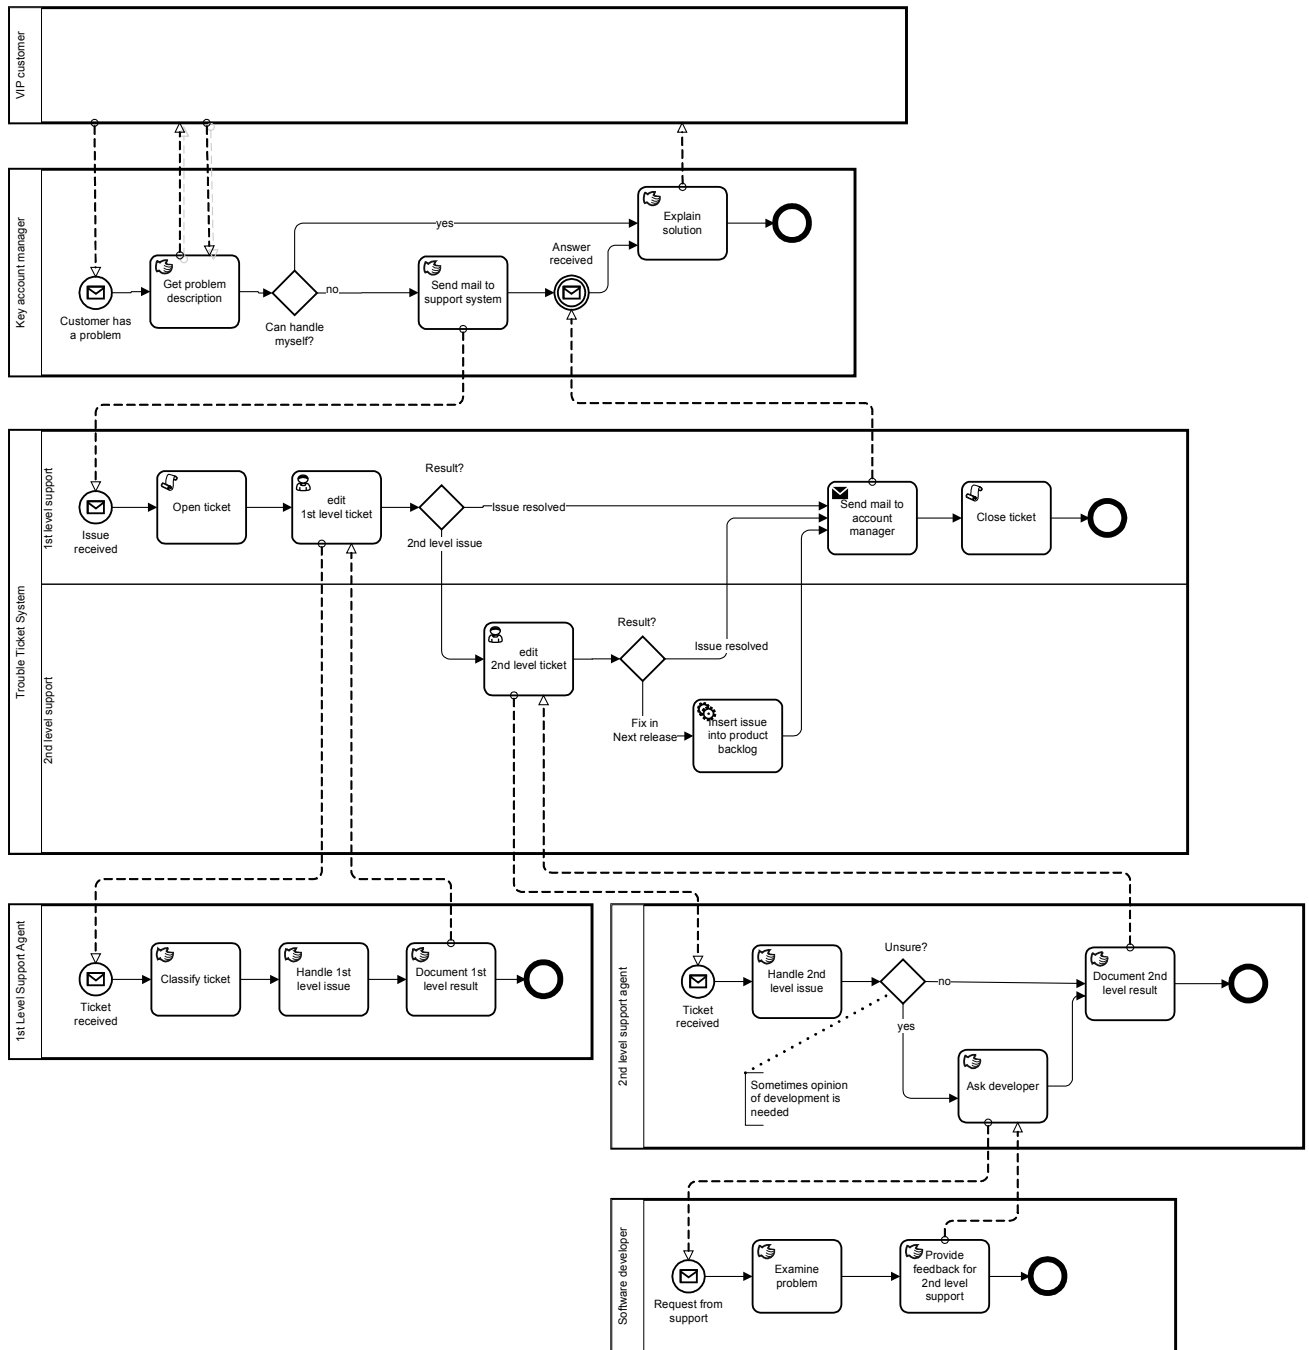 VIP customer
Key account manager
Customer has
a problem
Get problem
description
Can handle
myself?
yes
no
Send mail to
support system
Answer
received
Explain
solution
Trouble Ticket System
1st level support
Issue
received
Open ticket
edit
1st level ticket
Result?
Issue resolved
2nd level issue
Send mail to
account
manager
Close ticket
2nd level support
edit
2nd level ticket
Result?
Issue resolved
Fix in
Next release
Insert issue
into product
backlog
1st Level Support Agent
Ticket
received
Classify ticket
Handle 1st
level issue
Document 1st
level result
2nd level support agent
Ticket
received
Handle 2nd
level issue
Unsure?
no
yes
Sometimes opinion
of development is
needed
Ask developer
Document 2nd
level result
Software developer
Request from
support
Examine
problem
Provide
feedback for
2nd level
support